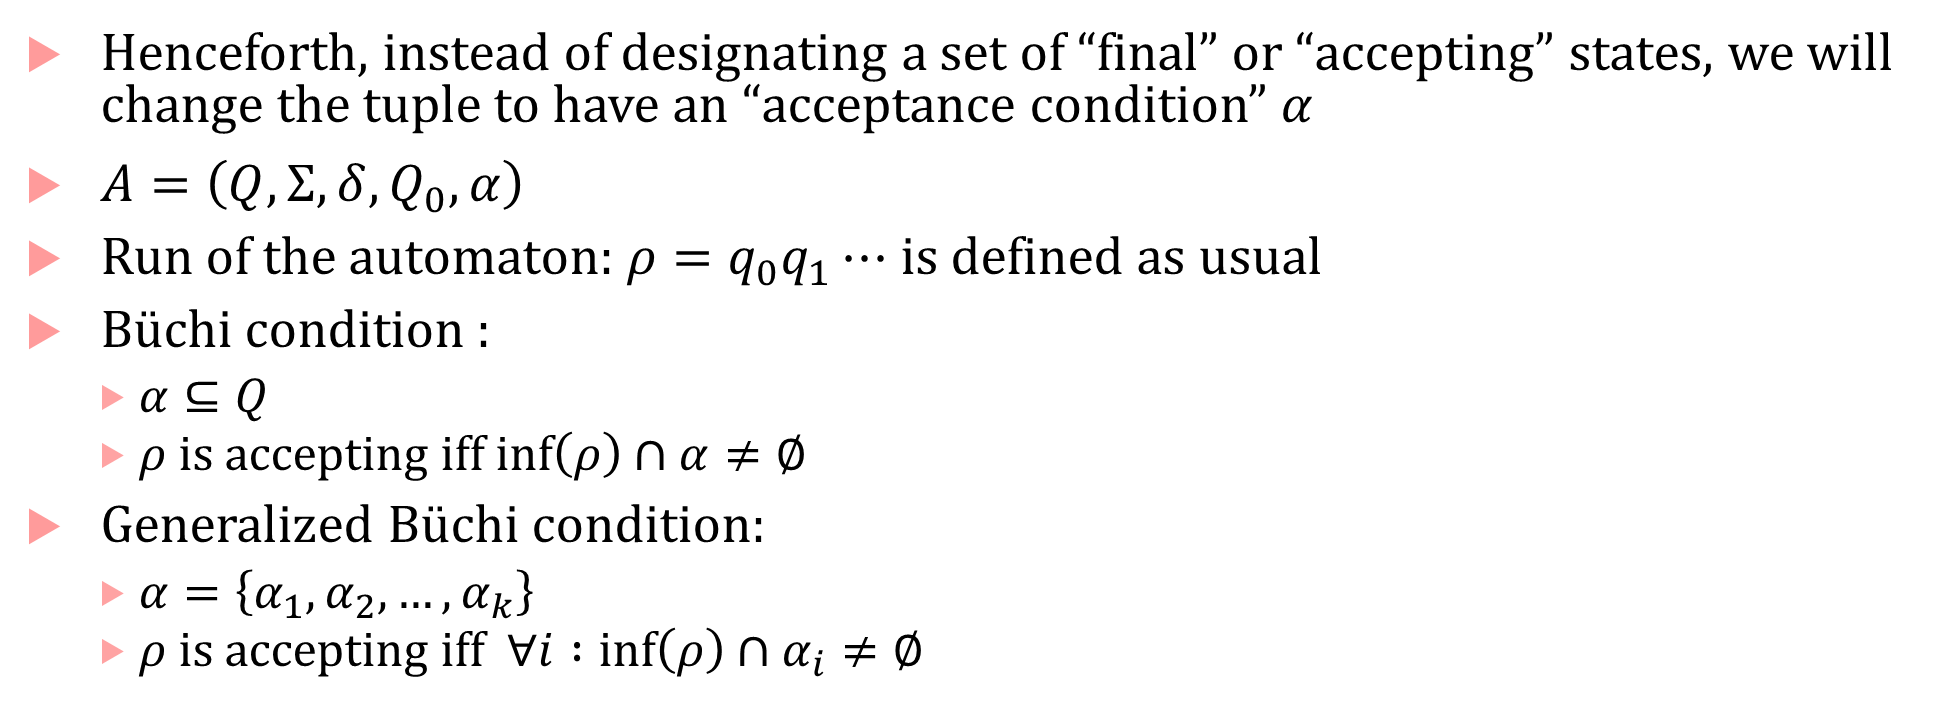 Henceforth, instead of designating a set of “final” or “accepting” states, we will
change the tuple to have an “acceptance condition” 𝛼
𝐴 = (𝑄, Σ, 𝛿, 𝑄₀, 𝛼)
Run of the automaton: 𝜌 = 𝑞₀𝑞₁ ⋯ is defined as usual
Büchi condition :
𝛼 ⊆ 𝑄
𝜌 is accepting iff inf(𝜌) ∩ 𝛼 ≠ ∅
Generalized Büchi condition:
𝛼 = {𝛼₁, 𝛼₂, … , 𝛼ₖ}
𝜌 is accepting iff ∀𝑖 : inf(𝜌) ∩ 𝛼ᵢ ≠ ∅